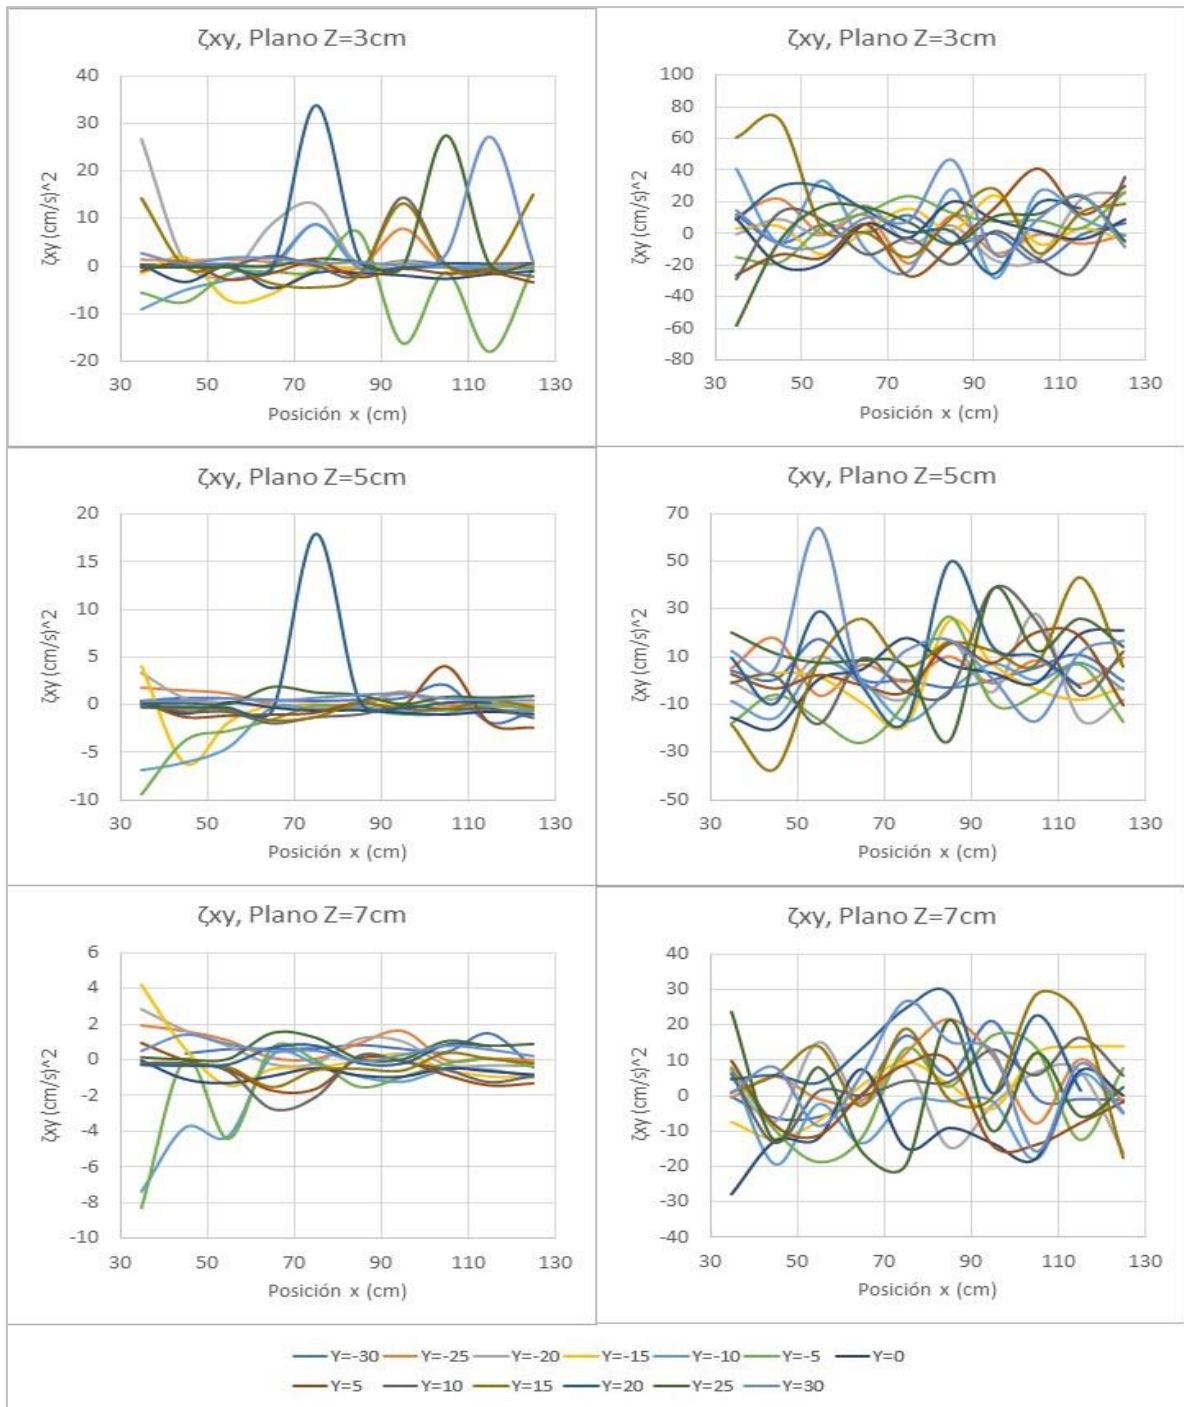 ζxy, Plano Z=3cm
40
30
20
10
0
-10
-20
30 50 70 90 110 130
ζxy (cm/s)^2
Posición x (cm)
ζxy, Plano Z=3cm
100
80
60
40
20
0
-20
-40
-60
-80
30 50 70 90 110 130
ζxy (cm/s)^2
Posición x (cm)
ζxy, Plano Z=5cm
20
15
10
5
0
-5
-10
30 50 70 90 110 130
ζxy (cm/s)^2
Posición x (cm)
ζxy, Plano Z=5cm
70
50
30
10
-10
-30
-50
30 50 70 90 110 130
ζxy (cm/s)^2
Posición x (cm)
ζxy, Plano Z=7cm
6
4
2
0
-2
-4
-6
-8
-10
30 50 70 90 110 130
ζxy (cm/s)^2
Posición x (cm)
ζxy, Plano Z=7cm
40
30
20
10
0
-10
-20
-30
-40
30 50 70 90 110 130
ζxy (cm/s)^2
Posición x (cm)
Y=-30 Y=-25 Y=-20 Y=-15 Y=-10 Y=-5 Y=0
Y=5 Y=10 Y=15 Y=20 Y=25 Y=30